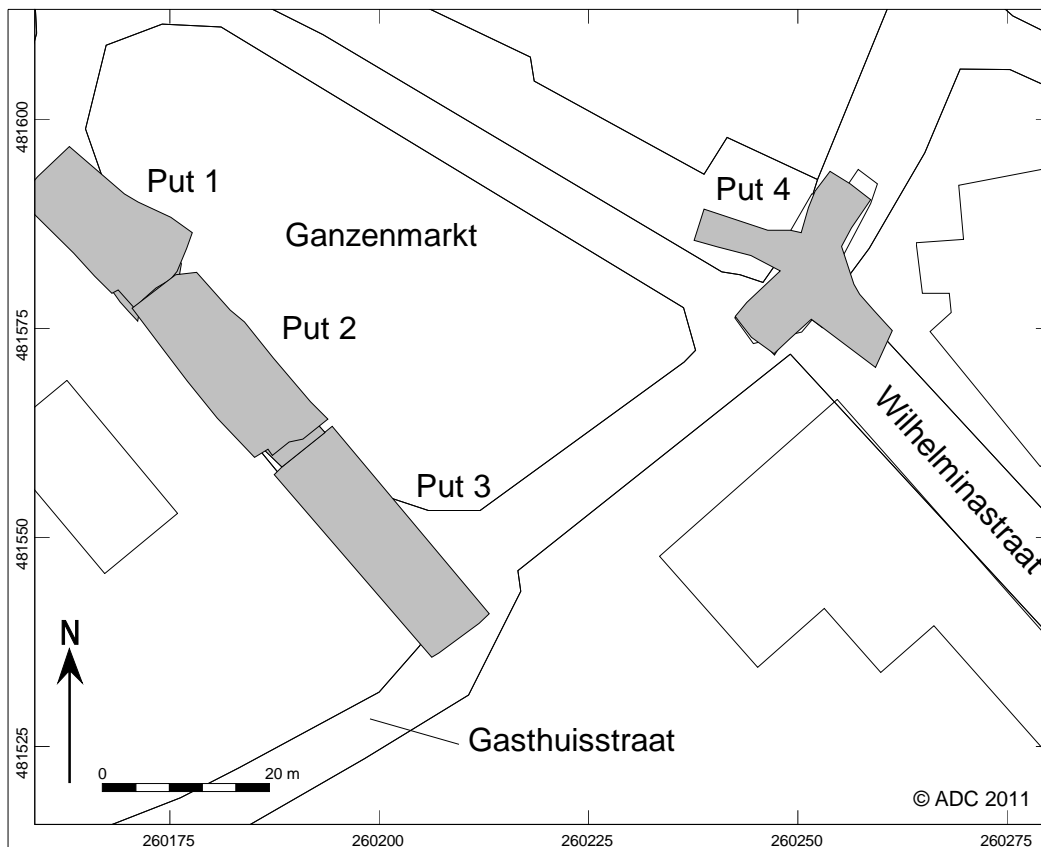 481600
481575
481550
481525
Put 1
Put 4
Ganzenmarkt
Put 2
Wilhelminastraat
Put 3
N
Gasthuisstraat
0 20 m
© ADC 2011
260175 260200 260225 260250 260275